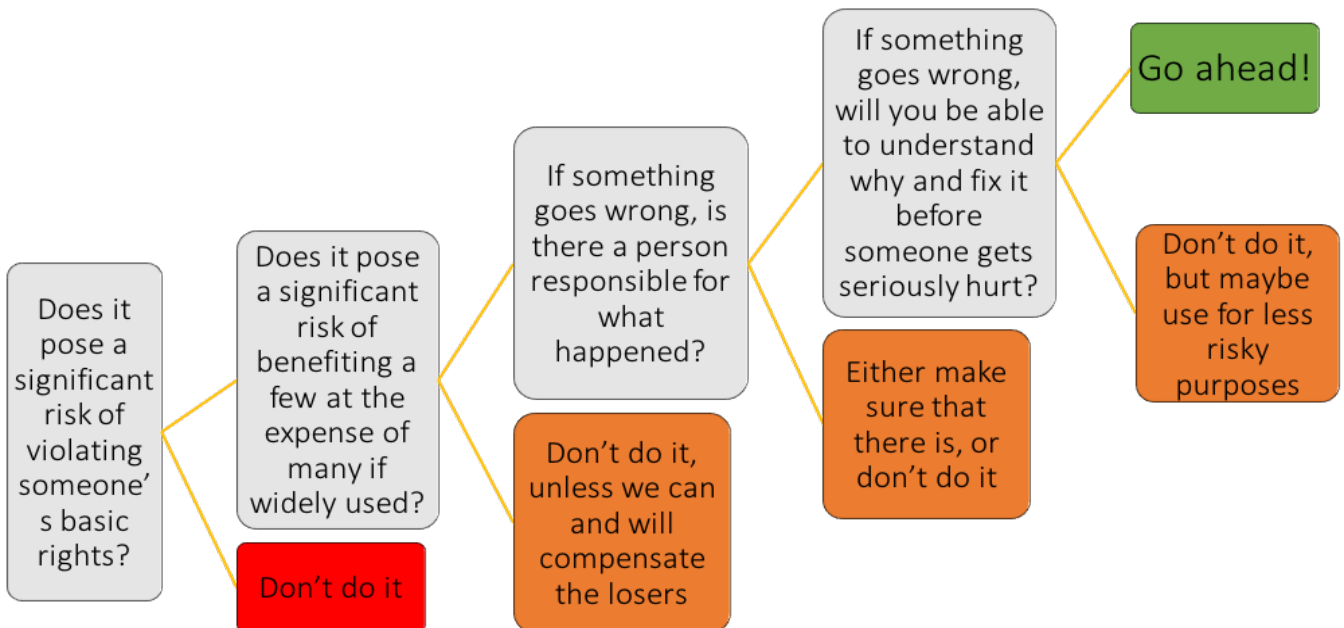 Does it
pose a
significant
risk of
violating
someone’
s basic
rights?
Does it pose
a significant
risk of
benefiting a
few at the
expense of
many if
widely used?
Don’t do it
If something
goes wrong, is
there a person
responsible for
what
happened?
Don’t do it,
unless we can
and will
compensate
the losers
If something
goes wrong,
will you be able
to understand
why and fix it
before
someone gets
seriously hurt?
Either make
sure that
there is, or
don’t do it
Go ahead!
Don’t do it,
but maybe
use for less
risky
purposes